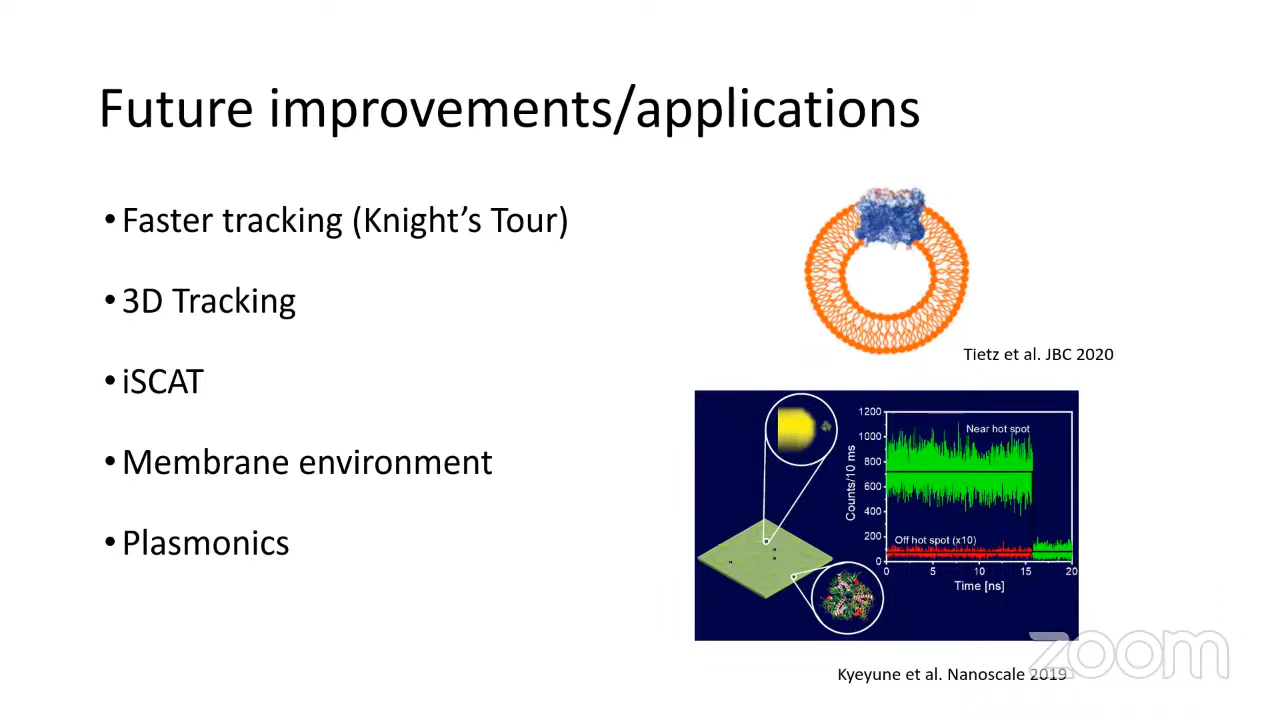 Future improvements/applications
• Faster tracking (Knight’s Tour)
• 3D Tracking
• iSCAT
• Membrane environment
• Plasmonics
Tietz et al. JBC 2020
1200
1000
800
600
400
200
0
Counts/10 ms
Near hot spot
Off hot spot (x10)
0 5 10 15 20
Time [ns]
Kyeyune et al. Nanoscale 2019
zoom